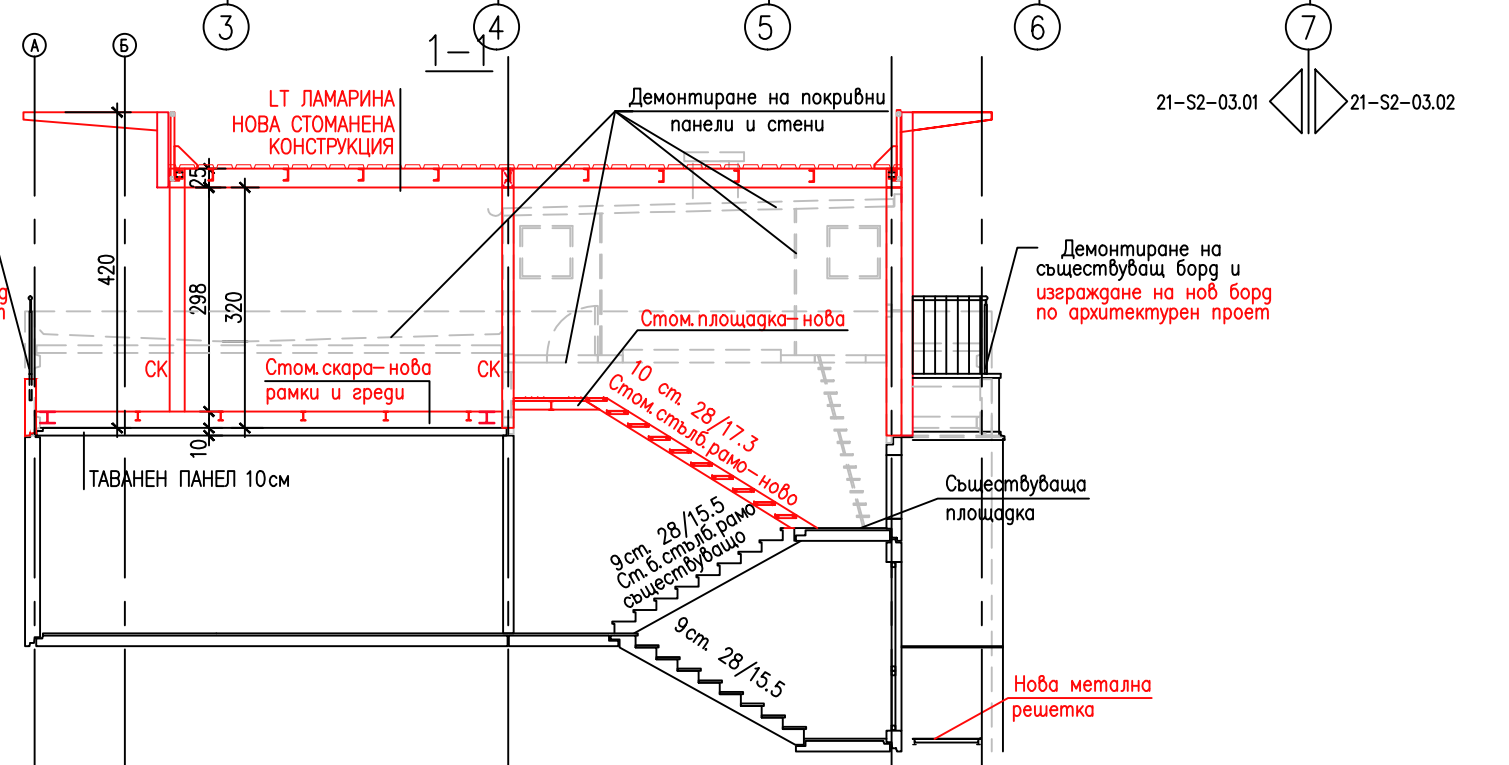 3
4
5
6
7
А
Б
1-1
21-S2-03.01
21-S2-03.02
LT ЛАМАРИНА
НОВА СТОМАНЕНА
КОНСТРУКЦИЯ
Демонтиране на покривни
панели и стени
25
420
298
320
10
Демонтиране на
съществуващ борд и
изграждане на нов борд
по архитектурен проет
Стом.площадка-нова
СК
Стом.скара-нова
рамки и греди
СК
10 ст. 28/17.3
Стом.стълб.рамо-ново
ТАВАНЕН ПАНЕЛ 10см
Съшествуваща
площадка
9ст. 28/15.5
Ст.б.стълб.рамо
съществуващо
9ст. 28/15.5
Нова метална
решетка